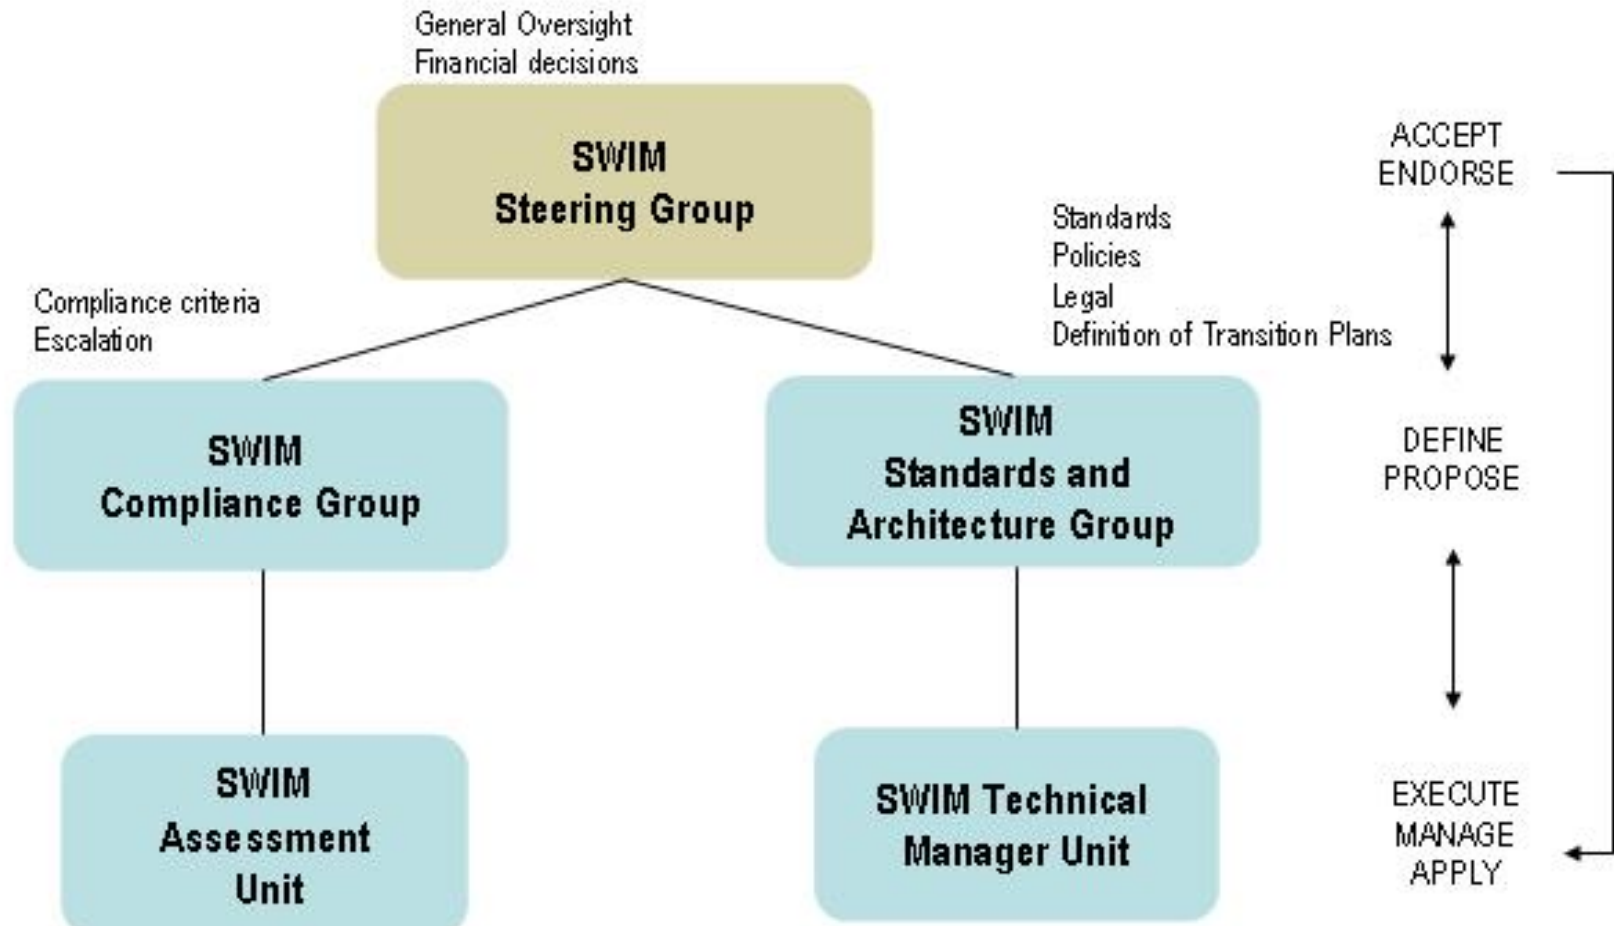 General Oversight
Financial decisions
SWIM
Steering Group
ACCEPT
ENDORSE
Standards
Policies
Legal
Definition of Transition Plans
Compliance criteria
Escalation
SWIM
Compliance Group
SWIM
Standards and
Architecture Group
DEFINE
PROPOSE
SWIM
Assessment
Unit
SWIM Technical
Manager Unit
EXECUTE
MANAGE
APPLY